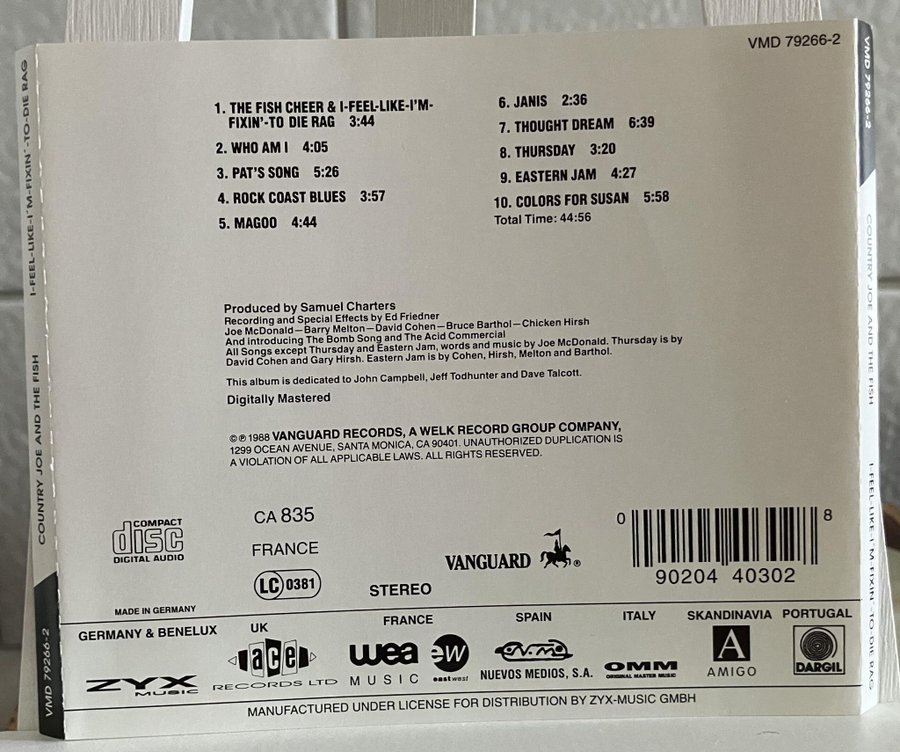 VMD 79266-2
1. THE FISH CHEER & I-FEEL-LIKE-I'M-
FIXIN'-TO DIE RAG 3:44
2. WHO AM I 4:05
3. PAT'S SONG 5:26
4. ROCK COAST BLUES 3:57
5. MAGOO 4:44
6. JANIS 2:36
7. THOUGHT DREAM 6:39
8. THURSDAY 3:20
9. EASTERN JAM 4:27
10. COLORS FOR SUSAN 5:58
Total Time: 44:56
Produced by Samuel Charters
Recording and Special Effects by Ed Friedner
Joe McDonald—Barry Melton—David Cohen—Bruce Barthol—Chicken Hirsh
And introducing The Bomb Song and The Acid Commercial
All Songs except Thursday and Eastern Jam, words and music by Joe McDonald. Thursday is by
David Cohen and Gary Hirsh. Eastern Jam is by Cohen, Hirsh, Melton and Barthol.
This album is dedicated to John Campbell, Jeff Todhunter and Dave Talcott.
Digitally Mastered
© ℗ 1988 VANGUARD RECORDS, A WELK RECORD GROUP COMPANY,
1299 OCEAN AVENUE, SANTA MONICA, CA 90401. UNAUTHORIZED DUPLICATION IS
A VIOLATION OF ALL APPLICABLE LAWS. ALL RIGHTS RESERVED.
COMPACT
disc
DIGITAL AUDIO
CA 835
FRANCE
LC 0381
STEREO
VANGUARD ®
0 8
90204 40302
MADE IN GERMANY
GERMANY & BENELUX
ZYX
MUSIC
UK
ace
RECORDS LTD
FRANCE
wea
MUSIC
ew
eastwest
SPAIN
NUEVOS MEDIOS, S.A.
ITALY
OMM
ORIGINAL MASTER MUSIC
SKANDINAVIA
A
AMIGO
PORTUGAL
DARGIL
MANUFACTURED UNDER LICENSE FOR DISTRIBUTION BY ZYX-MUSIC GMBH
VMD 79266-2 COUNTRY JOE AND THE FISH I-FEEL-LIKE-I'M-FIXIN'-TO-DIE RAG
VMD 79266-2 COUNTRY JOE AND THE FISH I-FEEL-LIKE-I'M-FIXIN'-TO-DIE RAG